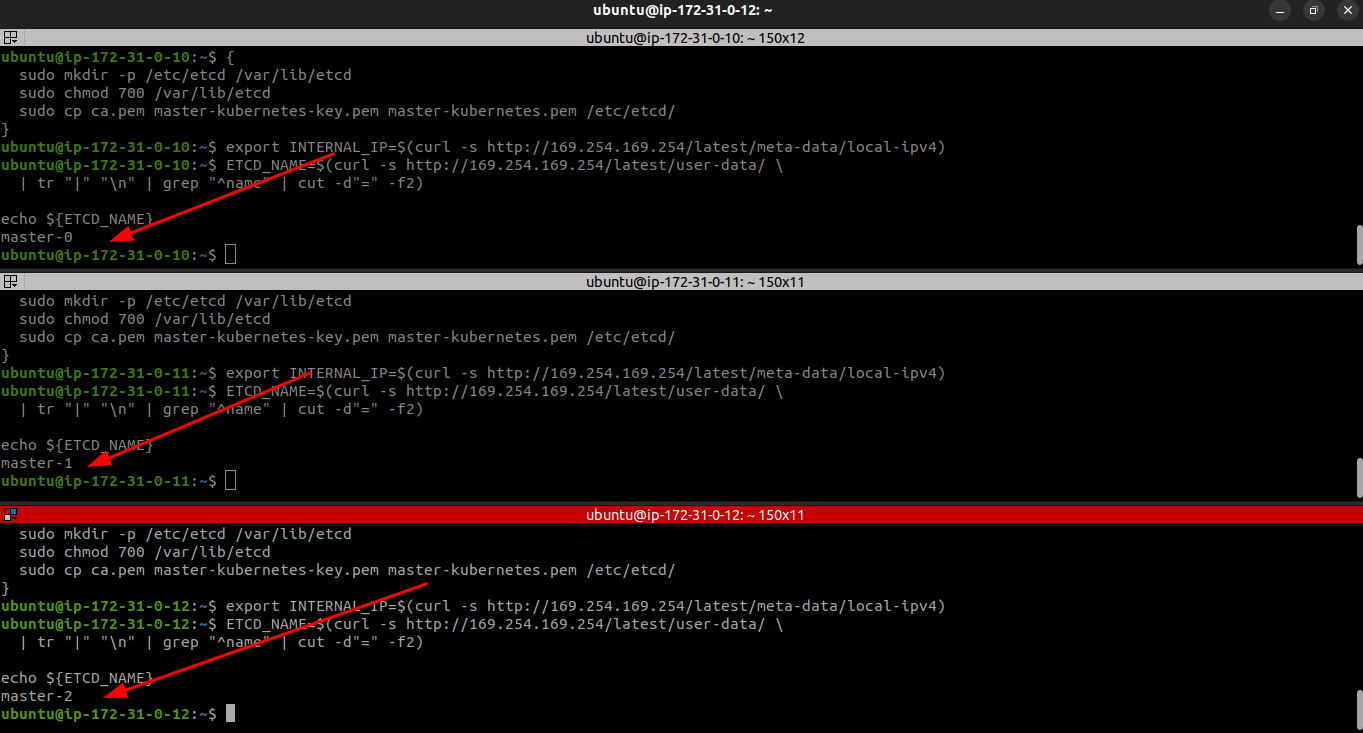 ubuntu@ip-172-31-0-12: ~
ubuntu@ip-172-31-0-10: ~ 150x12
ubuntu@ip-172-31-0-10:~$ {
  sudo mkdir -p /etc/etcd /var/lib/etcd
  sudo chmod 700 /var/lib/etcd
  sudo cp ca.pem master-kubernetes-key.pem master-kubernetes.pem /etc/etcd/
}
ubuntu@ip-172-31-0-10:~$ export INTERNAL_IP=$(curl -s http://169.254.169.254/latest/meta-data/local-ipv4)
ubuntu@ip-172-31-0-10:~$ ETCD_NAME=$(curl -s http://169.254.169.254/latest/user-data/ \
  | tr "|" "\n" | grep "^name" | cut -d"=" -f2)
echo ${ETCD_NAME}
master-0
ubuntu@ip-172-31-0-10:~$
ubuntu@ip-172-31-0-11: ~ 150x11
  sudo mkdir -p /etc/etcd /var/lib/etcd
  sudo chmod 700 /var/lib/etcd
  sudo cp ca.pem master-kubernetes-key.pem master-kubernetes.pem /etc/etcd/
}
ubuntu@ip-172-31-0-11:~$ export INTERNAL_IP=$(curl -s http://169.254.169.254/latest/meta-data/local-ipv4)
ubuntu@ip-172-31-0-11:~$ ETCD_NAME=$(curl -s http://169.254.169.254/latest/user-data/ \
  | tr "|" "\n" | grep "^name" | cut -d"=" -f2)
echo ${ETCD_NAME}
master-1
ubuntu@ip-172-31-0-11:~$
ubuntu@ip-172-31-0-12: ~ 150x11
  sudo mkdir -p /etc/etcd /var/lib/etcd
  sudo chmod 700 /var/lib/etcd
  sudo cp ca.pem master-kubernetes-key.pem master-kubernetes.pem /etc/etcd/
}
ubuntu@ip-172-31-0-12:~$ export INTERNAL_IP=$(curl -s http://169.254.169.254/latest/meta-data/local-ipv4)
ubuntu@ip-172-31-0-12:~$ ETCD_NAME=$(curl -s http://169.254.169.254/latest/user-data/ \
  | tr "|" "\n" | grep "^name" | cut -d"=" -f2)
echo ${ETCD_NAME}
master-2
ubuntu@ip-172-31-0-12:~$